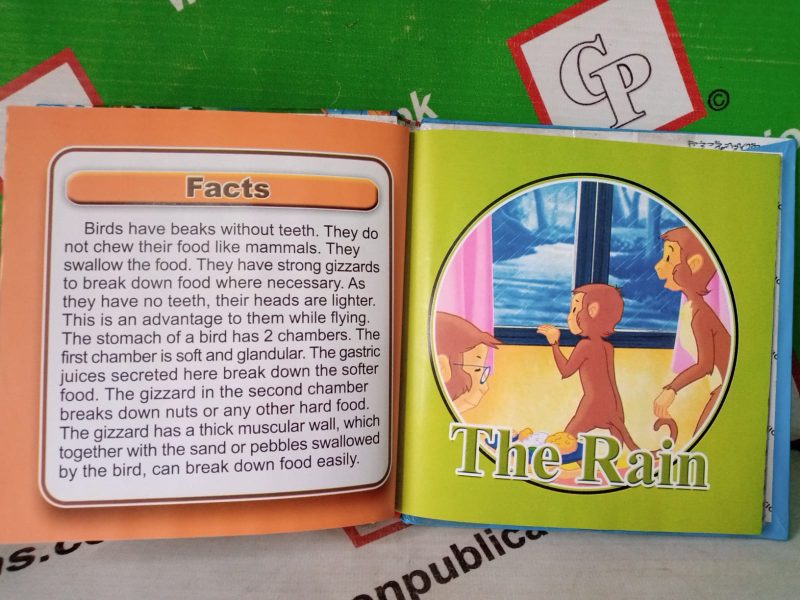 Facts
Birds have beaks without teeth. They do
not chew their food like mammals. They
swallow the food. They have strong gizzards
to break down food where necessary. As
they have no teeth, their heads are lighter.
This is an advantage to them while flying.
The stomach of a bird has 2 chambers. The
first chamber is soft and glandular. The gastric
juices secreted here break down the softer
food. The gizzard in the second chamber
breaks down nuts or any other hard food.
The gizzard has a thick muscular wall, which
together with the sand or pebbles swallowed
by the bird, can break down food easily.
The Rain
GP
©